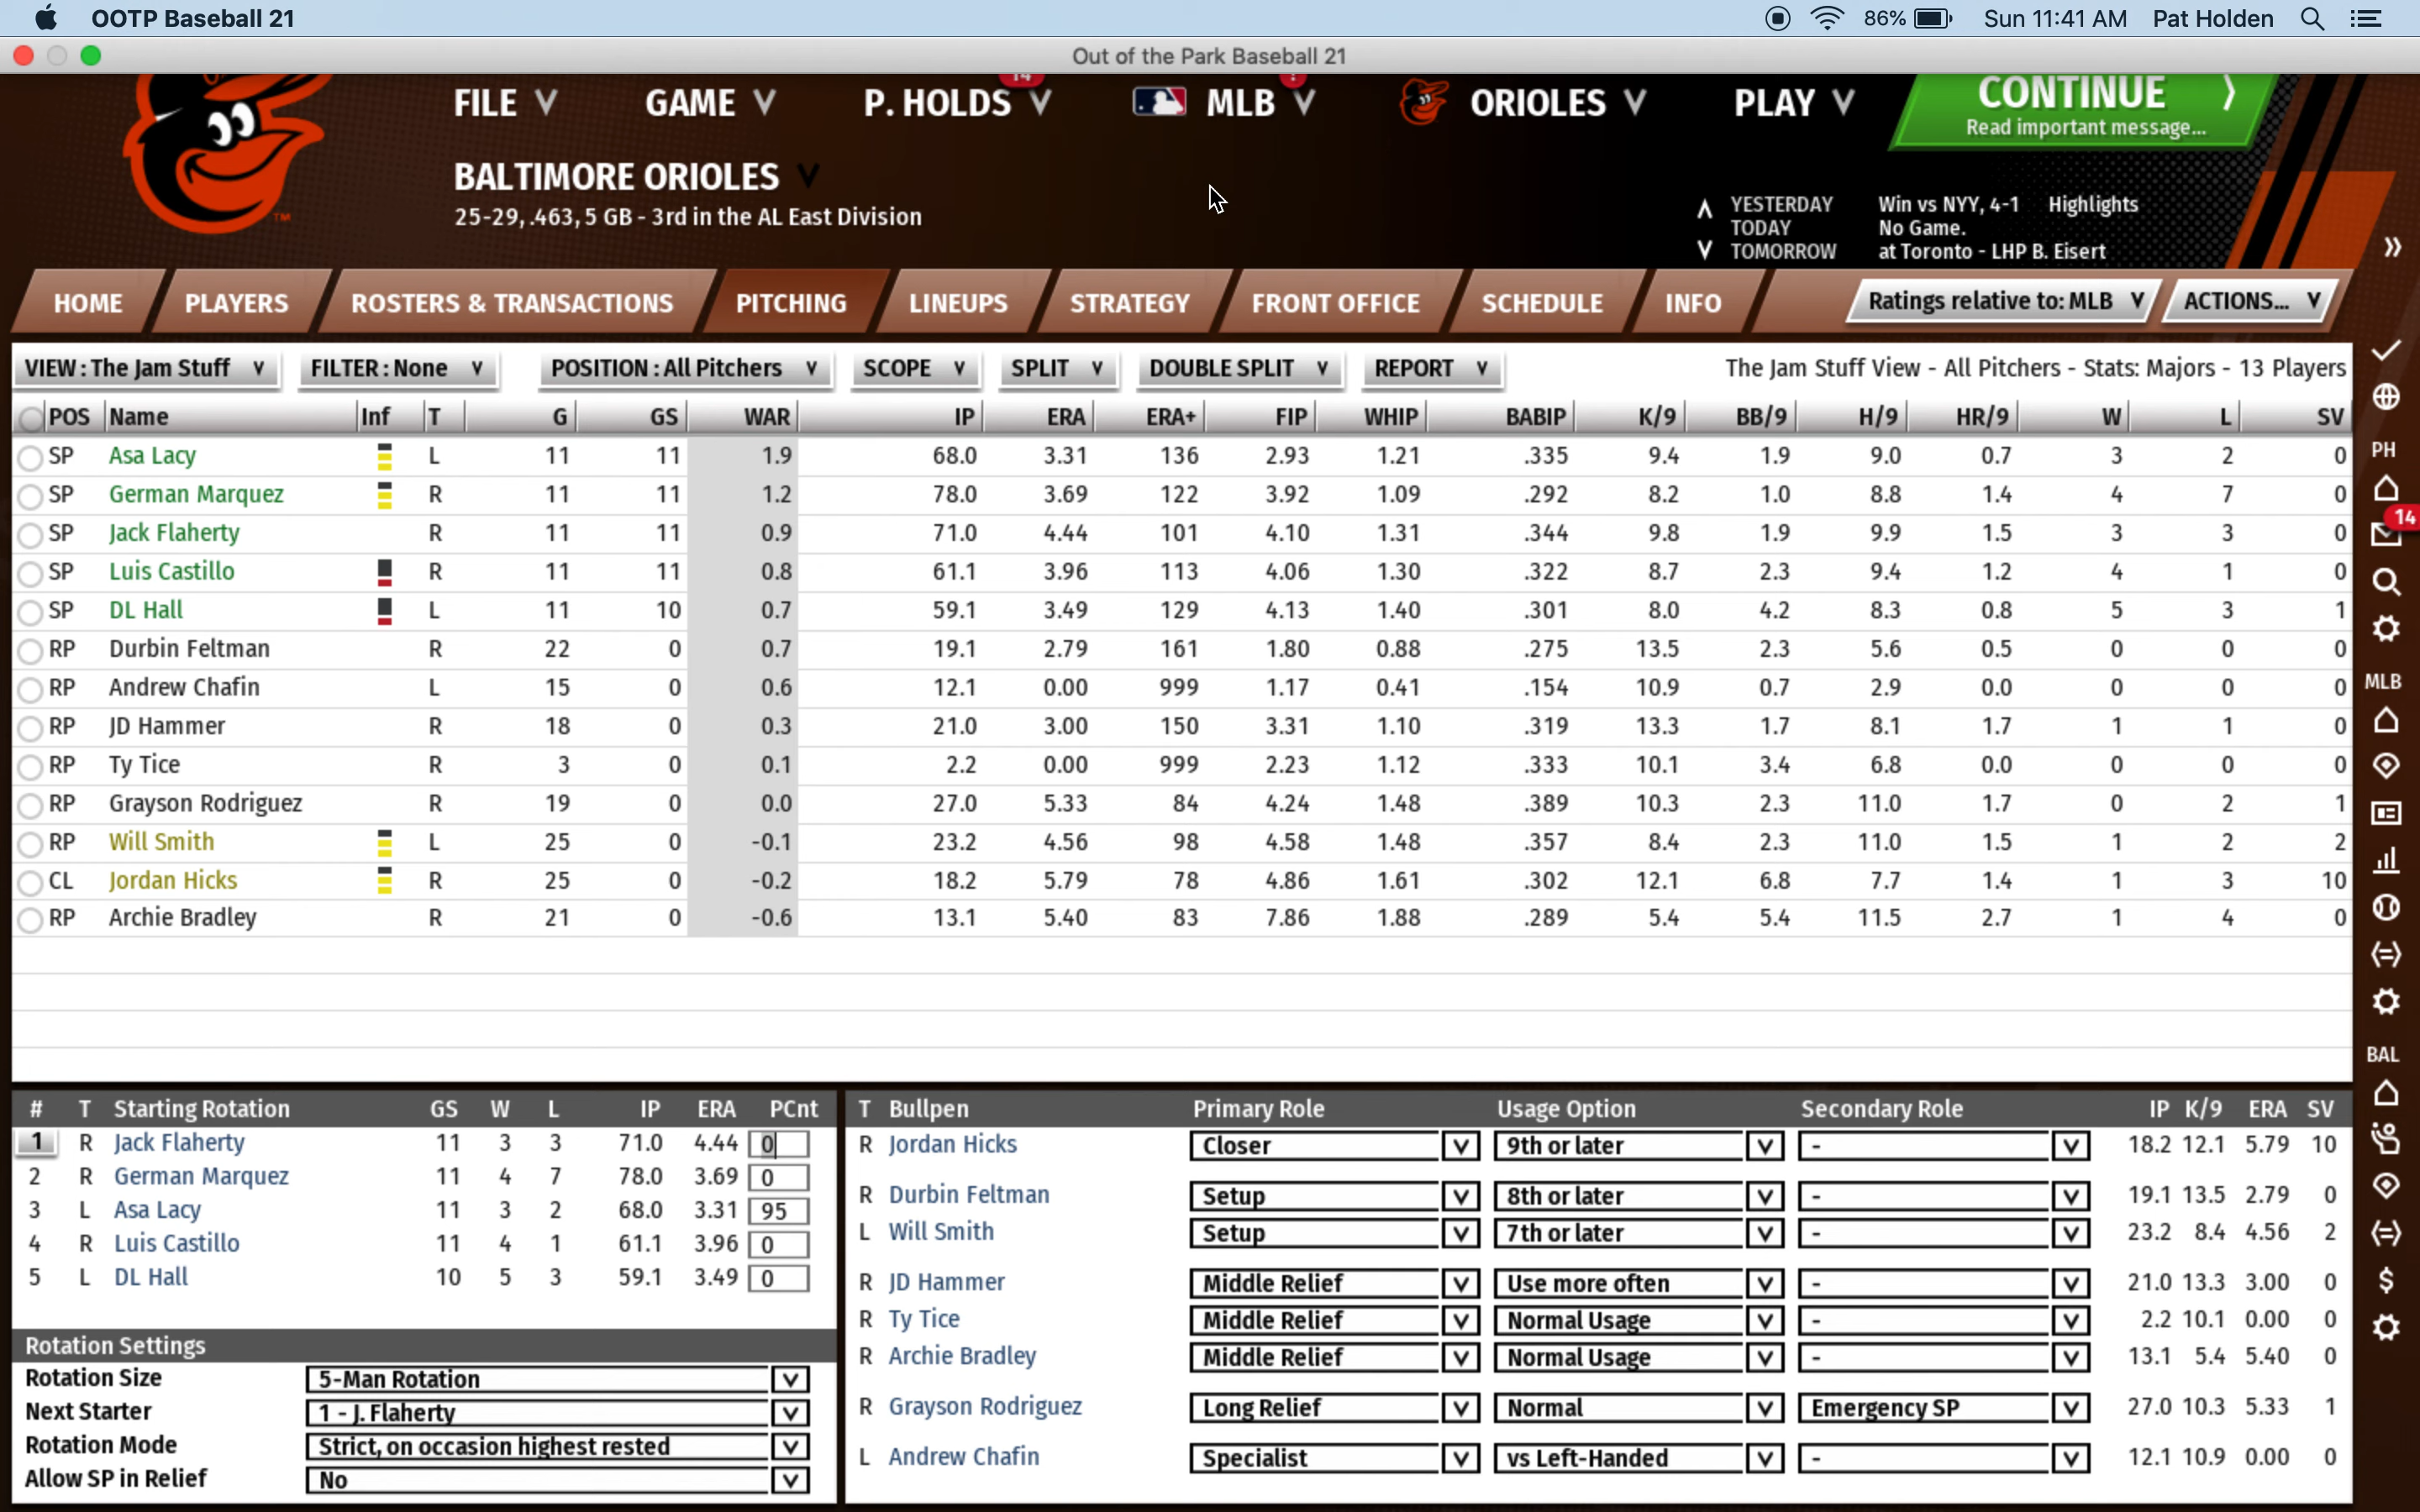 OOTP Baseball 21 86% Sun 11:41 AM Pat Holden
Out of the Park Baseball 21
FILE GAME P. HOLDS 14 MLB ! ORIOLES PLAY CONTINUE
Read important message...
BALTIMORE ORIOLES
25-29, .463, 5 GB - 3rd in the AL East Division
YESTERDAY Win vs NYY, 4-1 Highlights
TODAY No Game.
TOMORROW at Toronto - LHP B. Eisert
HOME PLAYERS ROSTERS & TRANSACTIONS PITCHING LINEUPS STRATEGY FRONT OFFICE SCHEDULE INFO Ratings relative to: MLB ACTIONS...
VIEW : The Jam Stuff FILTER : None POSITION : All Pitchers SCOPE SPLIT DOUBLE SPLIT REPORT The Jam Stuff View - All Pitchers - Stats: Majors - 13 Players
POS Name Inf T G GS WAR IP ERA ERA+ FIP WHIP BABIP K/9 BB/9 H/9 HR/9 W L SV
SP Asa Lacy L 11 11 1.9 68.0 3.31 136 2.93 1.21 .335 9.4 1.9 9.0 0.7 3 2 0
SP German Marquez R 11 11 1.2 78.0 3.69 122 3.92 1.09 .292 8.2 1.0 8.8 1.4 4 7 0
SP Jack Flaherty R 11 11 0.9 71.0 4.44 101 4.10 1.31 .344 9.8 1.9 9.9 1.5 3 3 0
SP Luis Castillo R 11 11 0.8 61.1 3.96 113 4.06 1.30 .322 8.7 2.3 9.4 1.2 4 1 0
SP DL Hall L 11 10 0.7 59.1 3.49 129 4.13 1.40 .301 8.0 4.2 8.3 0.8 5 3 1
RP Durbin Feltman R 22 0 0.7 19.1 2.79 161 1.80 0.88 .275 13.5 2.3 5.6 0.5 0 0 0
RP Andrew Chafin L 15 0 0.6 12.1 0.00 999 1.17 0.41 .154 10.9 0.7 2.9 0.0 0 0 0
RP JD Hammer R 18 0 0.3 21.0 3.00 150 3.31 1.10 .319 13.3 1.7 8.1 1.7 1 1 0
RP Ty Tice R 3 0 0.1 2.2 0.00 999 2.23 1.12 .333 10.1 3.4 6.8 0.0 0 0 0
RP Grayson Rodriguez R 19 0 0.0 27.0 5.33 84 4.24 1.48 .389 10.3 2.3 11.0 1.7 0 2 1
RP Will Smith L 25 0 -0.1 23.2 4.56 98 4.58 1.48 .357 8.4 2.3 11.0 1.5 1 2 2
CL Jordan Hicks R 25 0 -0.2 18.2 5.79 78 4.86 1.61 .302 12.1 6.8 7.7 1.4 1 3 10
RP Archie Bradley R 21 0 -0.6 13.1 5.40 83 7.86 1.88 .289 5.4 5.4 11.5 2.7 1 4 0
PH
14
MLB
BAL
# T Starting Rotation GS W L IP ERA PCnt
1 R Jack Flaherty 11 3 3 71.0 4.44 0
2 R German Marquez 11 4 7 78.0 3.69 0
3 L Asa Lacy 11 3 2 68.0 3.31 95
4 R Luis Castillo 11 4 1 61.1 3.96 0
5 L DL Hall 10 5 3 59.1 3.49 0
Rotation Settings
Rotation Size 5-Man Rotation
Next Starter 1 - J. Flaherty
Rotation Mode Strict, on occasion highest rested
Allow SP in Relief No
T Bullpen Primary Role Usage Option Secondary Role IP K/9 ERA SV
R Jordan Hicks Closer 9th or later - 18.2 12.1 5.79 10
R Durbin Feltman Setup 8th or later - 19.1 13.5 2.79 0
L Will Smith Setup 7th or later - 23.2 8.4 4.56 2
R JD Hammer Middle Relief Use more often - 21.0 13.3 3.00 0
R Ty Tice Middle Relief Normal Usage - 2.2 10.1 0.00 0
R Archie Bradley Middle Relief Normal Usage - 13.1 5.4 5.40 0
R Grayson Rodriguez Long Relief Normal Emergency SP 27.0 10.3 5.33 1
L Andrew Chafin Specialist vs Left-Handed - 12.1 10.9 0.00 0